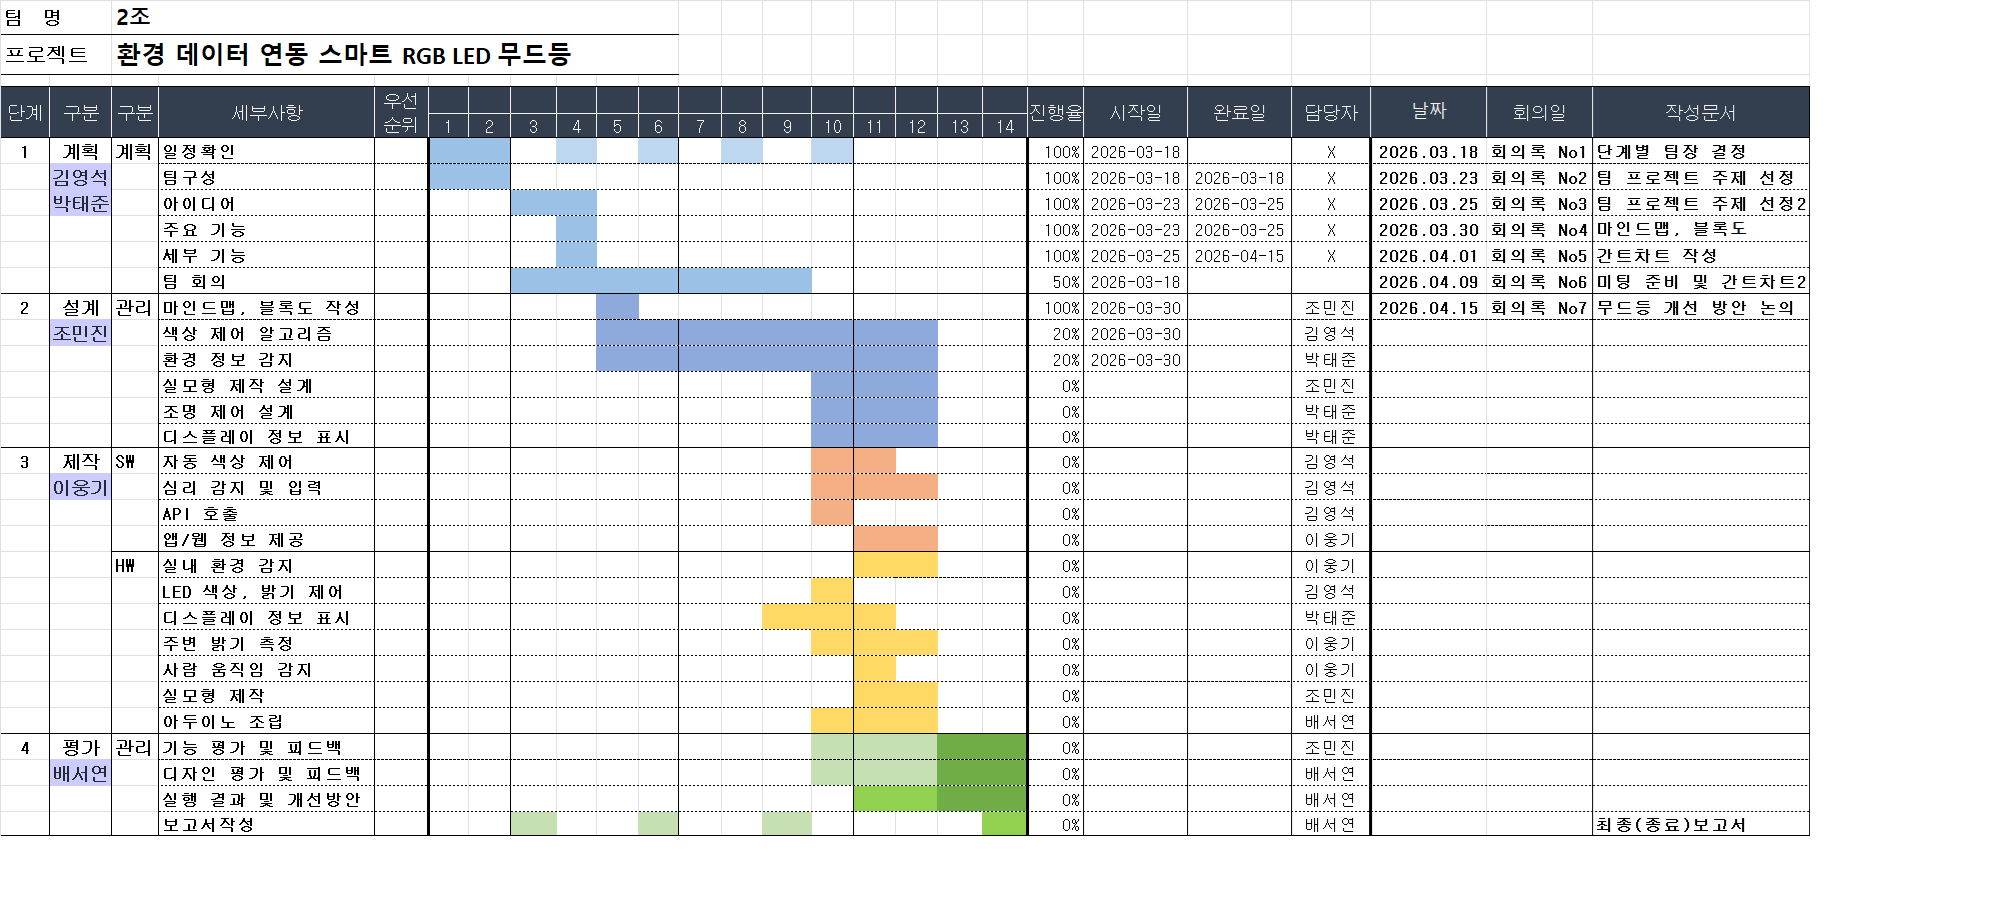 팀 명 2조
프로젝트 환경 데이터 연동 스마트 RGB LED 무드등
단계 구분 구분 세부사항 우선순위 1 2 3 4 5 6 7 8 9 10 11 12 13 14 진행율 시작일 완료일 담당자 날짜 회의일 작성문서
1 계획 계획 일정확인 100% 2026-03-18 X 2026.03.18 회의록 No1 단계별 팀장 결정
김영석 팀구성 100% 2026-03-18 2026-03-18 X 2026.03.23 회의록 No2 팀 프로젝트 주제 선정
박태준 아이디어 100% 2026-03-23 2026-03-25 X 2026.03.25 회의록 No3 팀 프로젝트 주제 선정2
주요 기능 100% 2026-03-23 2026-03-25 X 2026.03.30 회의록 No4 마인드맵, 블록도
세부 기능 100% 2026-03-25 2026-04-15 X 2026.04.01 회의록 No5 간트차트 작성
팀 회의 50% 2026-03-18 2026.04.09 회의록 No6 미팅 준비 및 간트차트2
2 설계 관리 마인드맵, 블록도 작성 100% 2026-03-30 조민진 2026.04.15 회의록 No7 무드등 개선 방안 논의
조민진 색상 제어 알고리즘 20% 2026-03-30 김영석
환경 정보 감지 20% 2026-03-30 박태준
실모형 제작 설계 0% 조민진
조명 제어 설계 0% 박태준
디스플레이 정보 표시 0% 박태준
3 제작 SW 자동 색상 제어 0% 김영석
이웅기 심리 감지 및 입력 0% 김영석
API 호출 0% 김영석
앱/웹 정보 제공 0% 이웅기
HW 실내 환경 감지 0% 이웅기
LED 색상, 밝기 제어 0% 김영석
디스플레이 정보 표시 0% 박태준
주변 밝기 측정 0% 이웅기
사람 움직임 감지 0% 이웅기
실모형 제작 0% 조민진
아두이노 조립 0% 배서연
4 평가 관리 기능 평가 및 피드백 0% 조민진
배서연 디자인 평가 및 피드백 0% 배서연
실행 결과 및 개선방안 0% 배서연
보고서작성 0% 배서연 최종(종료)보고서